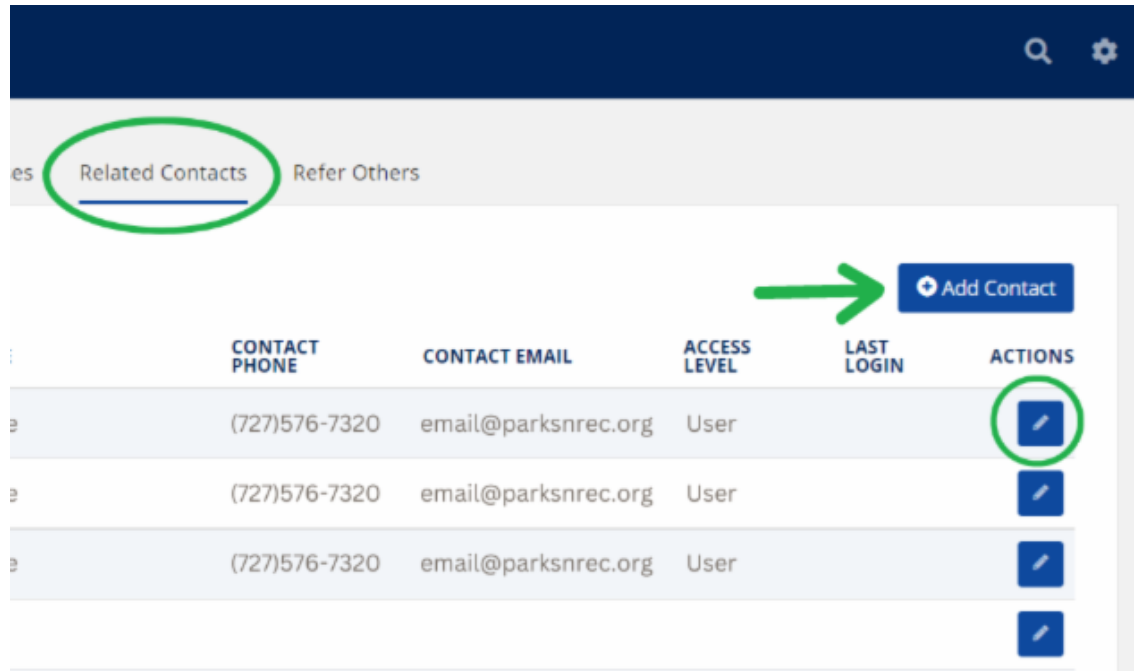 es Related Contacts Refer Others
Add Contact
CONTACT PHONE CONTACT EMAIL ACCESS LEVEL LAST LOGIN ACTIONS
e (727)576-7320 email@parksnrec.org User
e (727)576-7320 email@parksnrec.org User
e (727)576-7320 email@parksnrec.org User